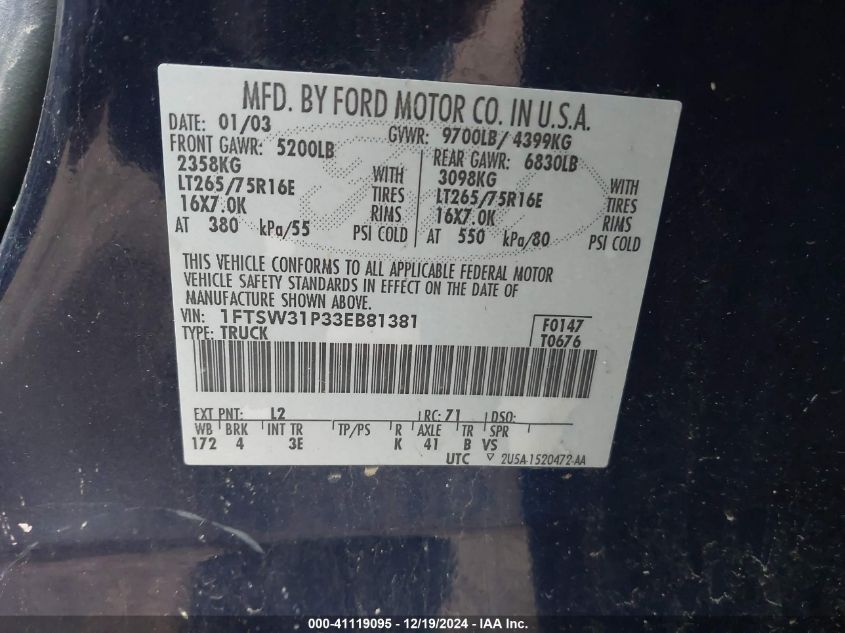 MFD. BY FORD MOTOR CO. IN U.S.A.
DATE: 01/03 GVWR: 9700LB/ 4399KG
FRONT GAWR: 5200LB REAR GAWR: 6830LB
2358KG WITH 3098KG WITH
LT265/75R16E TIRES LT265/75R16E TIRES
16X7.0K RIMS 16X7.0K RIMS
AT 380 kPa/55 PSI COLD AT 550 kPa/80 PSI COLD
THIS VEHICLE CONFORMS TO ALL APPLICABLE FEDERAL MOTOR
VEHICLE SAFETY STANDARDS IN EFFECT ON THE DATE OF
MANUFACTURE SHOWN ABOVE.
VIN: 1FTSW31P33EB81381 F0147
TYPE: TRUCK T0676
EXT PNT: L2 RC: 71 DSO:
WB BRK INT TR TP/PS R AXLE TR SPR
172 4 3E K 41 B VS
UTC ▽ 2U5A-1520472-AA
000-41119095 - 12/19/2024 - IAA Inc.